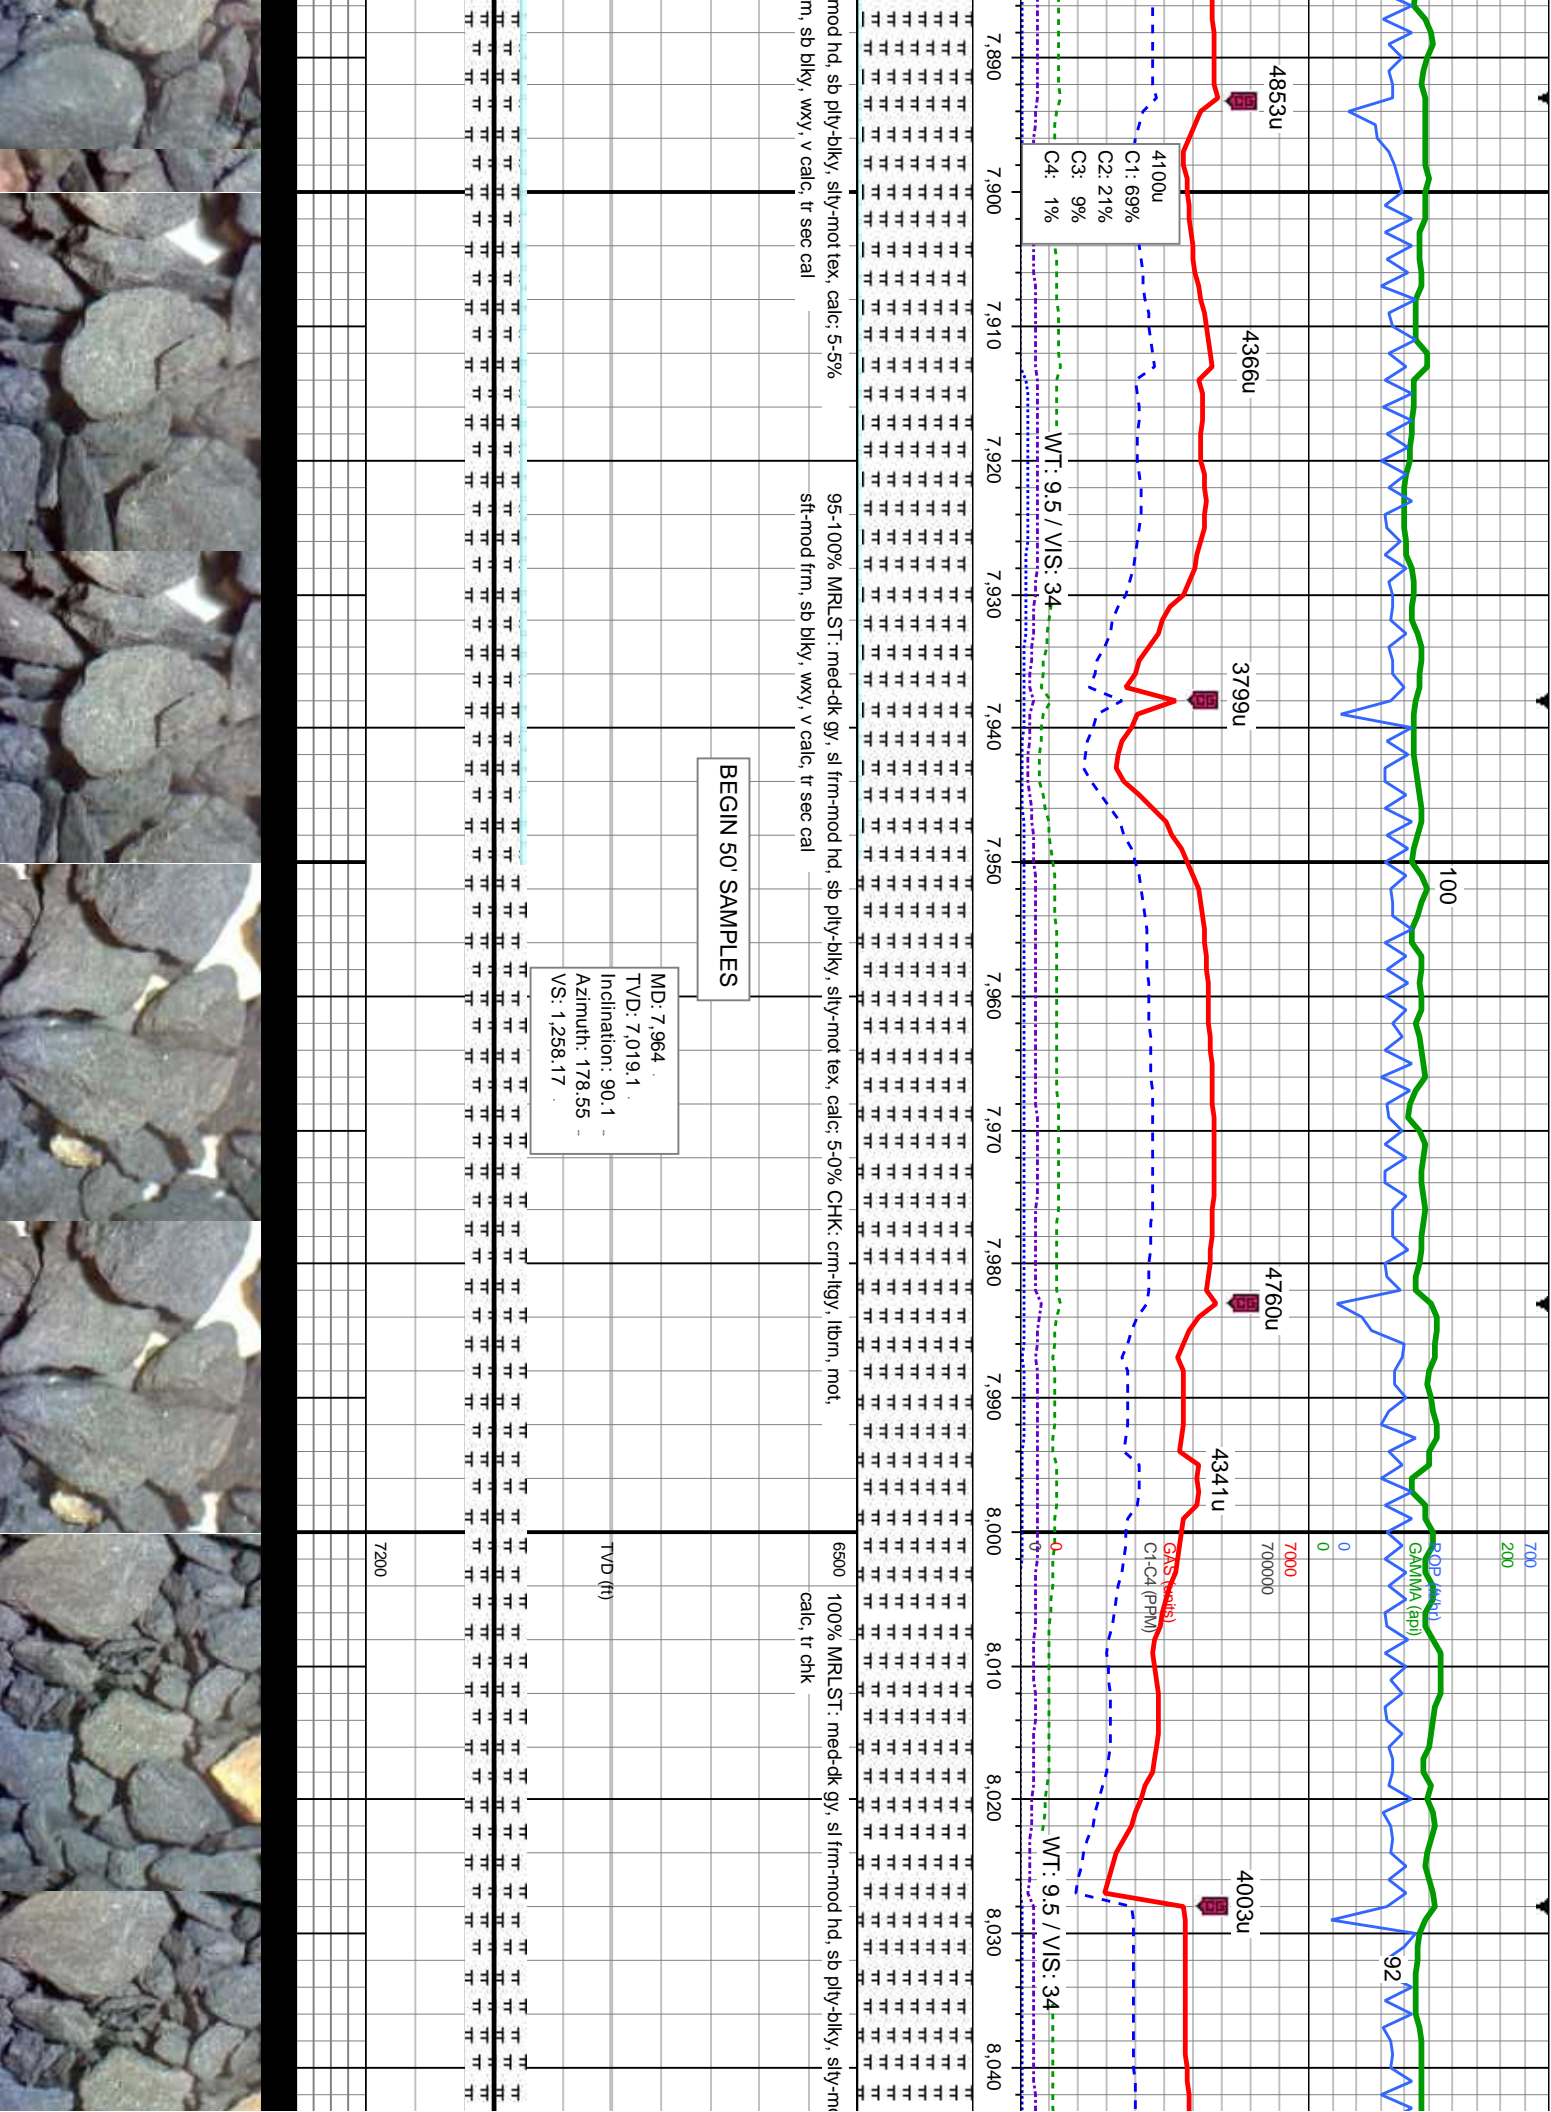 4853u
4366u
3799u
4760u
4341u
4003u
CG
CG
CG
CG
100
92
700
200
ROP (ft/hr)
GAMMA (api)
0
0
7000
700000
GAS (units)
C1-C4 (PPM)
0
0
4100u
C1: 69%
C2: 21%
C3: 9%
C4: 1%
WT: 9.5 / VIS: 34
WT: 9.5 / VIS: 34
7,890
7,900
7,910
7,920
7,930
7,940
7,950
7,960
7,970
7,980
7,990
8,000
8,010
8,020
8,030
8,040
mod hd, sb plty-blky, slty-mot tex, calc; 5-5%
m, sb blky, wxy, v calc, tr sec cal
95-100% MRLST: med-dk gy, sl frm-mod hd, sb plty-blky, slty-mot tex, calc; 5-0% CHK: crm-ltgy, ltbrn, mot,
sft-mod frm, sb blky, wxy, v calc, tr sec cal
6500
100% MRLST: med-dk gy, sl frm-mod hd, sb plty-blky, slty-mo
calc, tr chk
BEGIN 50' SAMPLES
MD: 7,964
TVD: 7,019.1
Inclination: 90.1
Azimuth: 178.55
VS: 1,258.17
TVD (ft)
7200